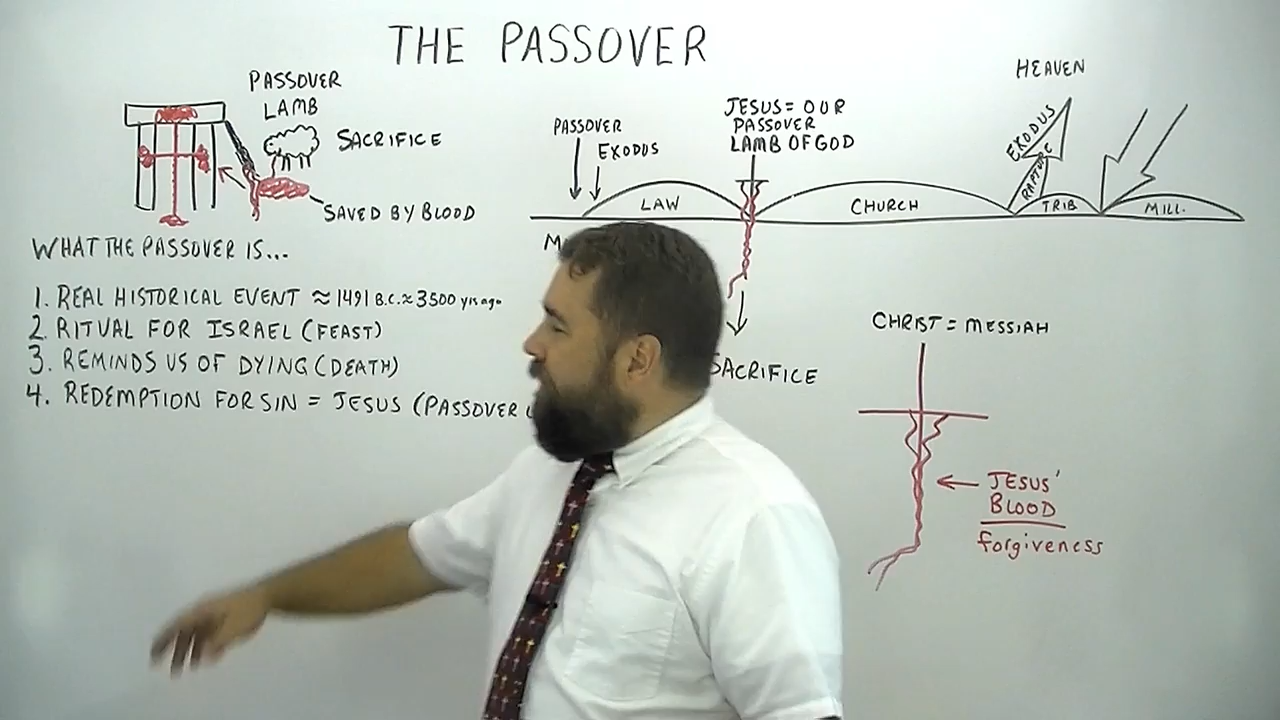 THE PASSOVER
PASSOVER
LAMB
SACRIFICE
SAVED BY BLOOD
WHAT THE PASSOVER IS...
1. REAL HISTORICAL EVENT ≈ 1491 B.C. ≈ 3500 yrs ago
2. RITUAL FOR ISRAEL (FEAST)
3. REMINDS US OF DYING (DEATH)
4. REDEMPTION FOR SIN = JESUS (PASSOVER
PASSOVER
EXODUS
JESUS = OUR
PASSOVER
LAMB OF GOD
HEAVEN
EXODUS
RAPTURE
LAW
CHURCH
TRIB
MILL.
SACRIFICE
CHRIST = MESSIAH
JESUS'
BLOOD
forgiveness